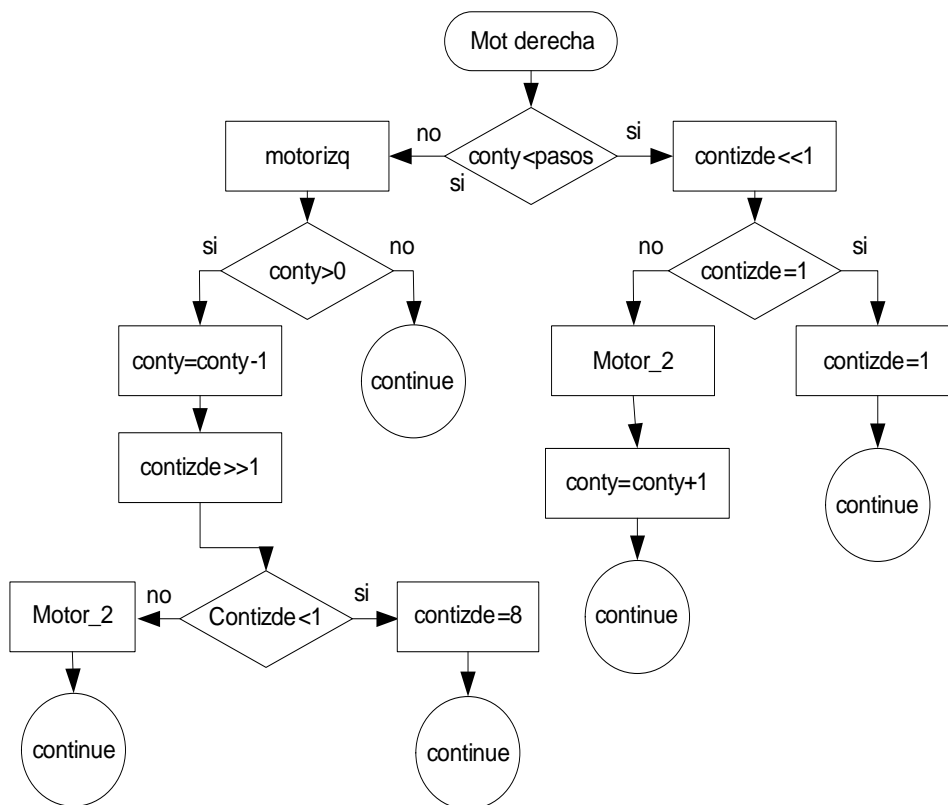 Mot derecha
no
si
motorizq
conty<pasos
contizde<<1
si
si
no
no
si
conty>0
contizde=1
conty=conty-1
continue
Motor_2
contizde=1
contizde>>1
conty=conty+1
continue
no
si
Motor_2
Contizde<1
contizde=8
continue
continue
continue